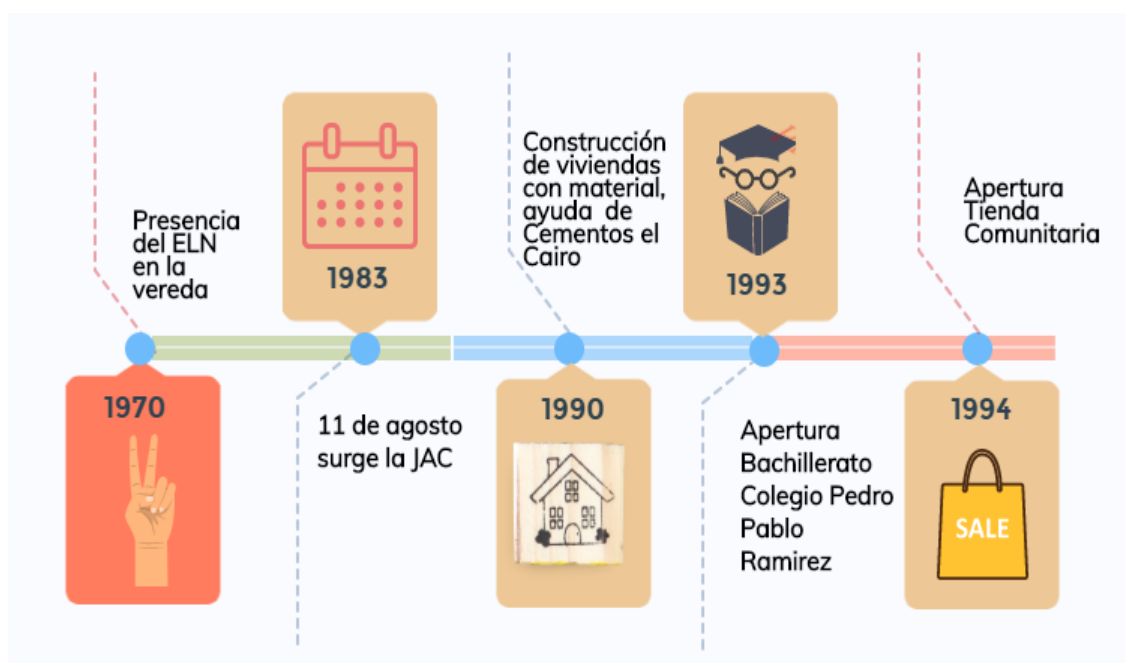 Presencia
del ELN
en la
vereda
1970
1983
11 de agosto
surge la JAC
Construcción
de viviendas
con material,
ayuda de
Cementos el
Cairo
1990
1993
Apertura
Bachillerato
Colegio Pedro
Pablo
Ramirez
Apertura
Tienda
Comunitaria
1994
SALE